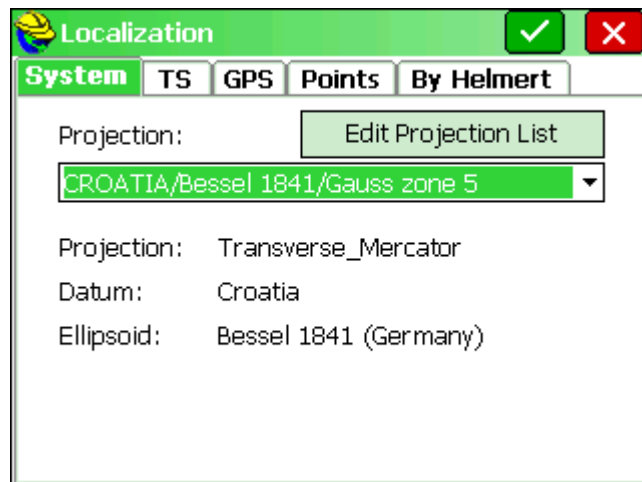 Localization
System TS GPS Points By Helmert
Projection: Edit Projection List
CROATIA/Bessel 1841/Gauss zone 5
Projection: Transverse_Mercator
Datum: Croatia
Ellipsoid: Bessel 1841 (Germany)